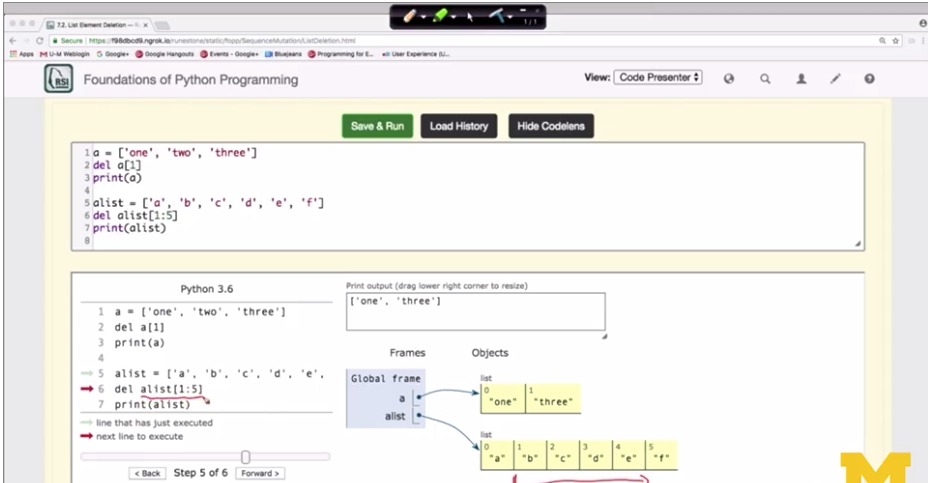 1 / 1
7.2. List Element Deletion — R
Secure https://f98dbcd9.ngrok.io/runestone/static/fopp/SequenceMutation/ListDeletion.html
Apps M U-M Weblogin Google+ Google Hangouts Events - Google+ Bluejeans Programming for E... User Experience (U...
RSI Foundations of Python Programming View: Code Presenter
Save & Run Load History Hide Codelens
1 a = ['one', 'two', 'three']
2 del a[1]
3 print(a)
4
5 alist = ['a', 'b', 'c', 'd', 'e', 'f']
6 del alist[1:5]
7 print(alist)
8
Python 3.6
1 a = ['one', 'two', 'three']
2 del a[1]
3 print(a)
4
5 alist = ['a', 'b', 'c', 'd', 'e',
6 del alist[1:5]
7 print(alist)
line that has just executed
next line to execute
< Back Step 5 of 6 Forward >
Print output (drag lower right corner to resize)
['one', 'three']
Frames Objects
Global frame
a
alist
list
0 1
"one" "three"
list
0 1 2 3 4 5
"a" "b" "c" "d" "e" "f"
M